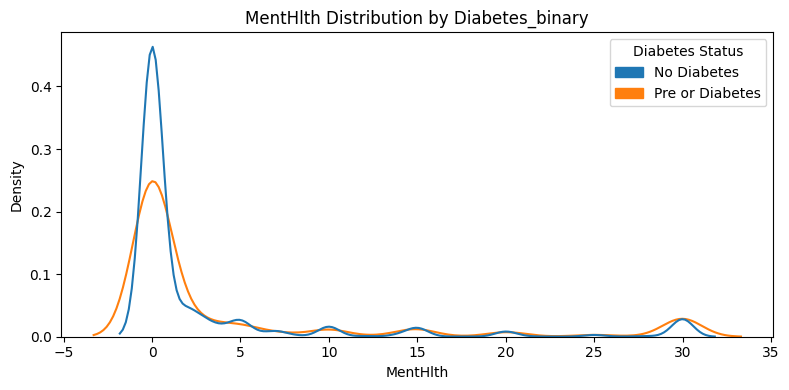 MentHlth Distribution by Diabetes_binary
Diabetes Status
No Diabetes
Pre or Diabetes
Density
0.4
0.3
0.2
0.1
0.0
−5
0
5
10
15
20
25
30
35
MentHlth